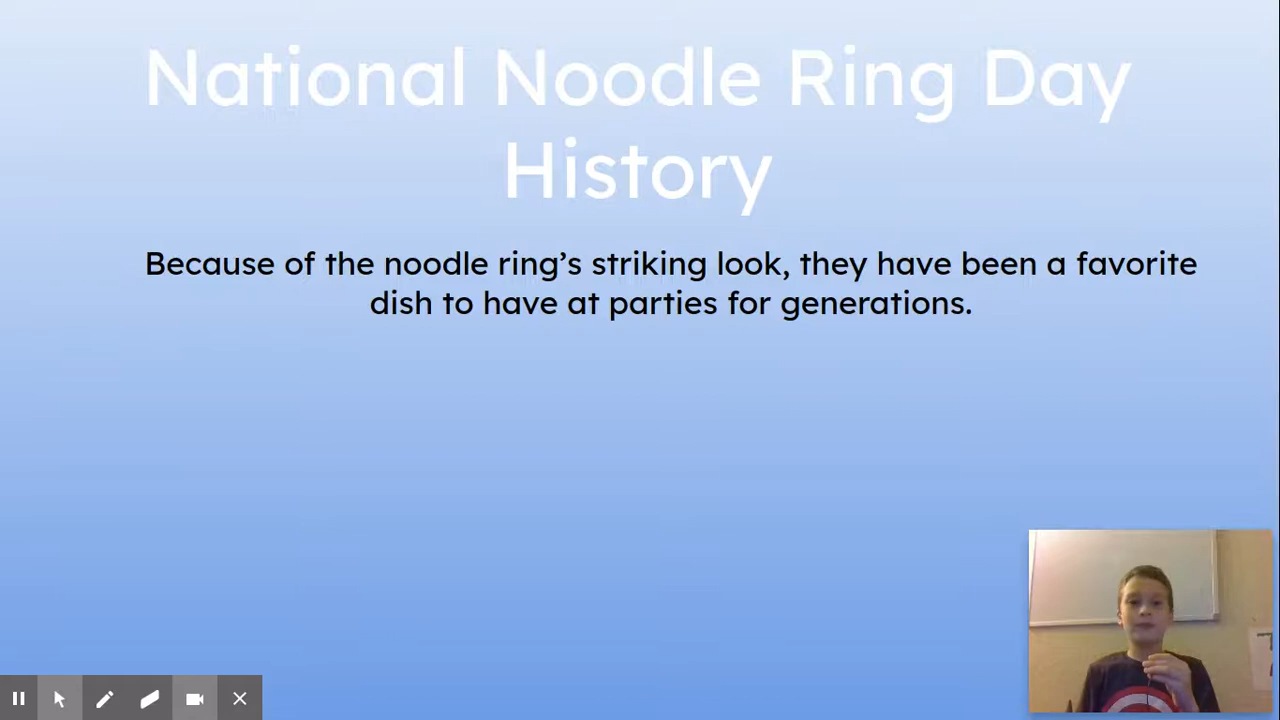 National Noodle Ring Day
History
Because of the noodle ring’s striking look, they have been a favorite
dish to have at parties for generations.